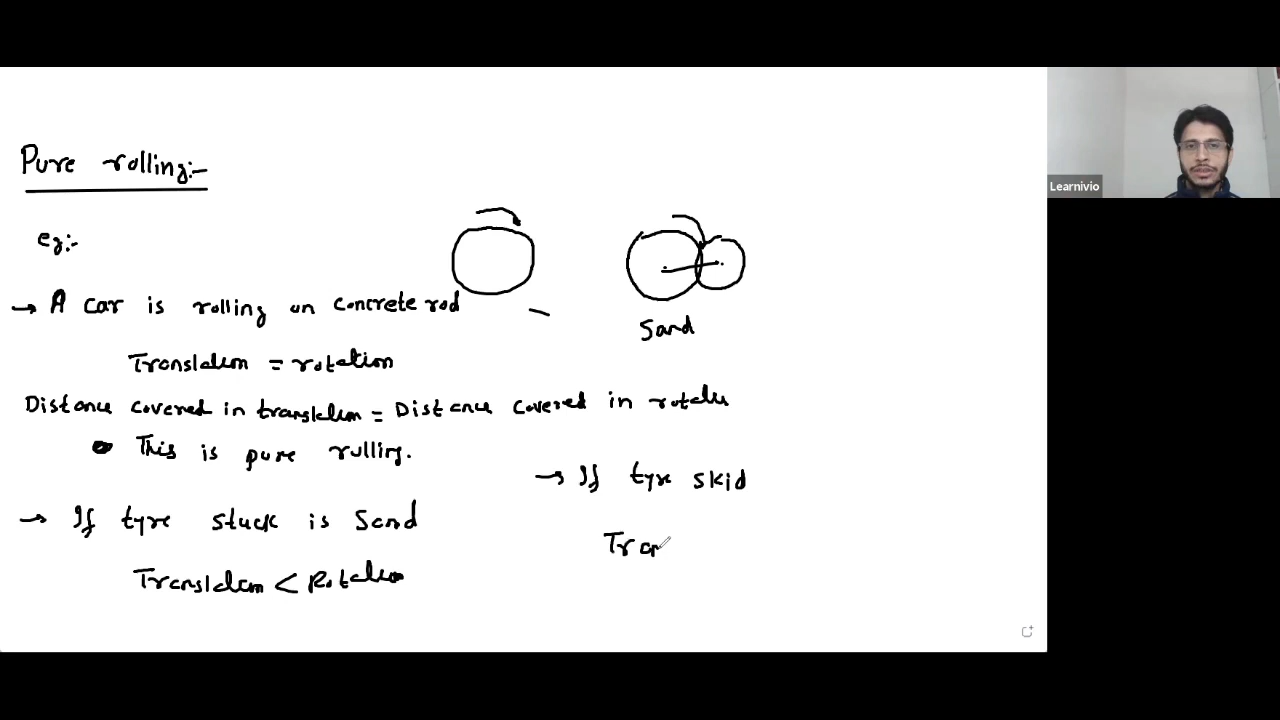 Pure rolling:-
eg:-
→ A car is rolling on concrete rod
Translation = rotation
Distance covered in translation = Distance covered in rotation
This is pure rolling.
→ If tyre stuck is Sand
Translation < Rotation
Sand
→ If tyre skid
Tran
Learnivio